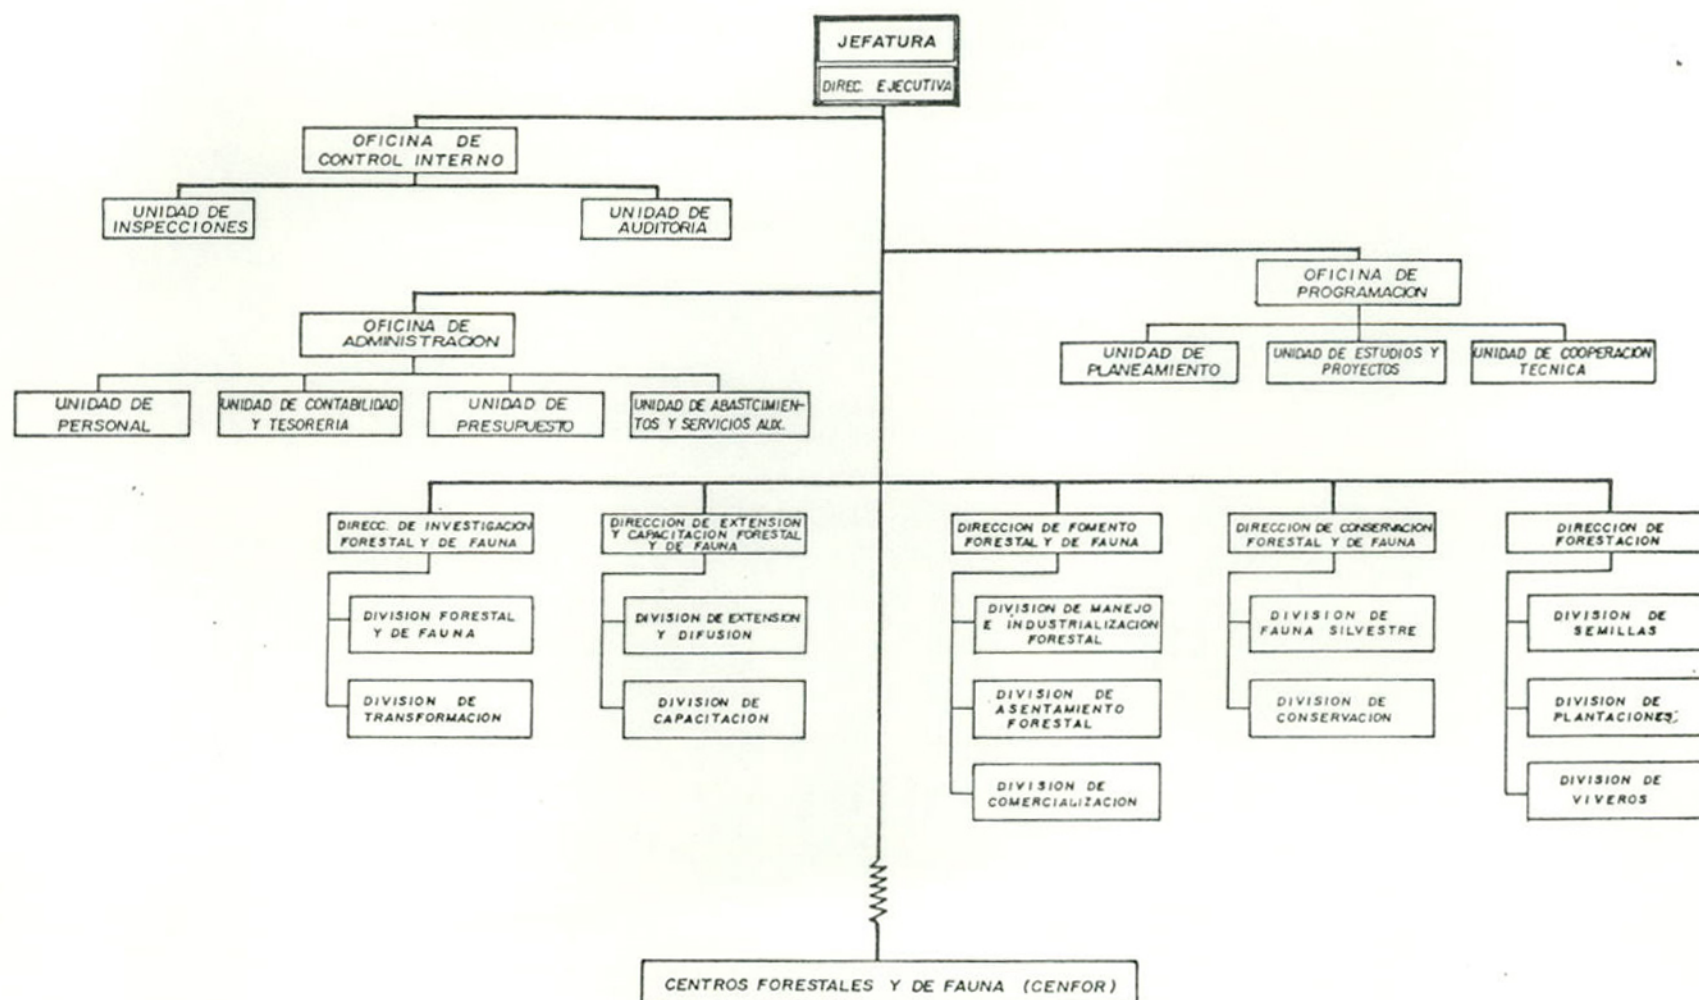 JEFATURA
DIREC. EJECUTIVA
OFICINA DE
CONTROL INTERNO
UNIDAD DE
INSPECCIONES
UNIDAD DE
AUDITORIA
OFICINA DE
PROGRAMACION
UNIDAD DE
PLANEAMIENTO
UNIDAD DE ESTUDIOS Y
PROYECTOS
UNIDAD DE COOPERACION
TECNICA
OFICINA DE
ADMINISTRACION
UNIDAD DE
PERSONAL
UNIDAD DE CONTABILIDAD
Y TESORERIA
UNIDAD DE
PRESUPUESTO
UNIDAD DE ABASTCIMIEN-
TOS Y SERVICIOS AUX.
DIRECC. DE INVESTIGACION
FORESTAL Y DE FAUNA
DIVISION FORESTAL
Y DE FAUNA
DIVISION DE
TRANSFORMACION
DIRECCION DE EXTENSION
Y CAPACITACION FORESTAL
Y DE FAUNA
DIVISION DE EXTENSION
Y DIFUSION
DIVISION DE
CAPACITACION
DIRECCION DE FOMENTO
FORESTAL Y DE FAUNA
DIVISION DE MANEJO
E INDUSTRIALIZACION
FORESTAL
DIVISION DE
ASENTAMIENTO
FORESTAL
DIVISION DE
COMERCIALIZACION
DIRECCION DE CONSERVACION
FORESTAL Y DE FAUNA
DIVISION DE
FAUNA SILVESTRE
DIVISION DE
CONSERVACION
DIRECCION DE
FORESTACION
DIVISION DE
SEMILLAS
DIVISION DE
PLANTACIONES
DIVISION DE
VIVEROS
CENTROS FORESTALES Y DE FAUNA (CENFOR)